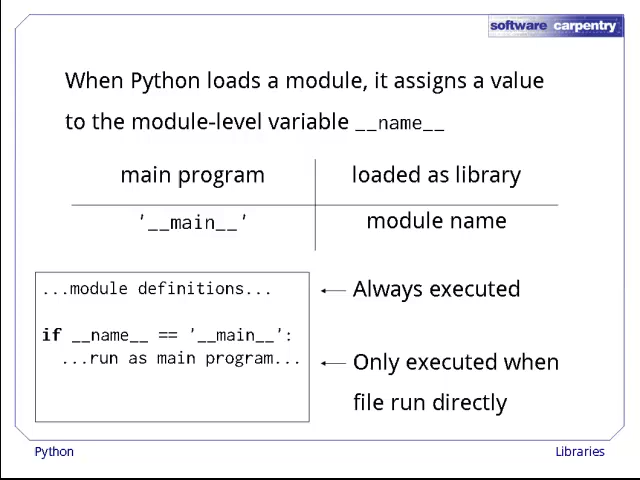 software carpentry
When Python loads a module, it assigns a value
to the module-level variable __name__
main program loaded as library
'__main__' module name
...module definitions... Always executed
if __name__ == '__main__':
...run as main program... Only executed when
file run directly
Python Libraries